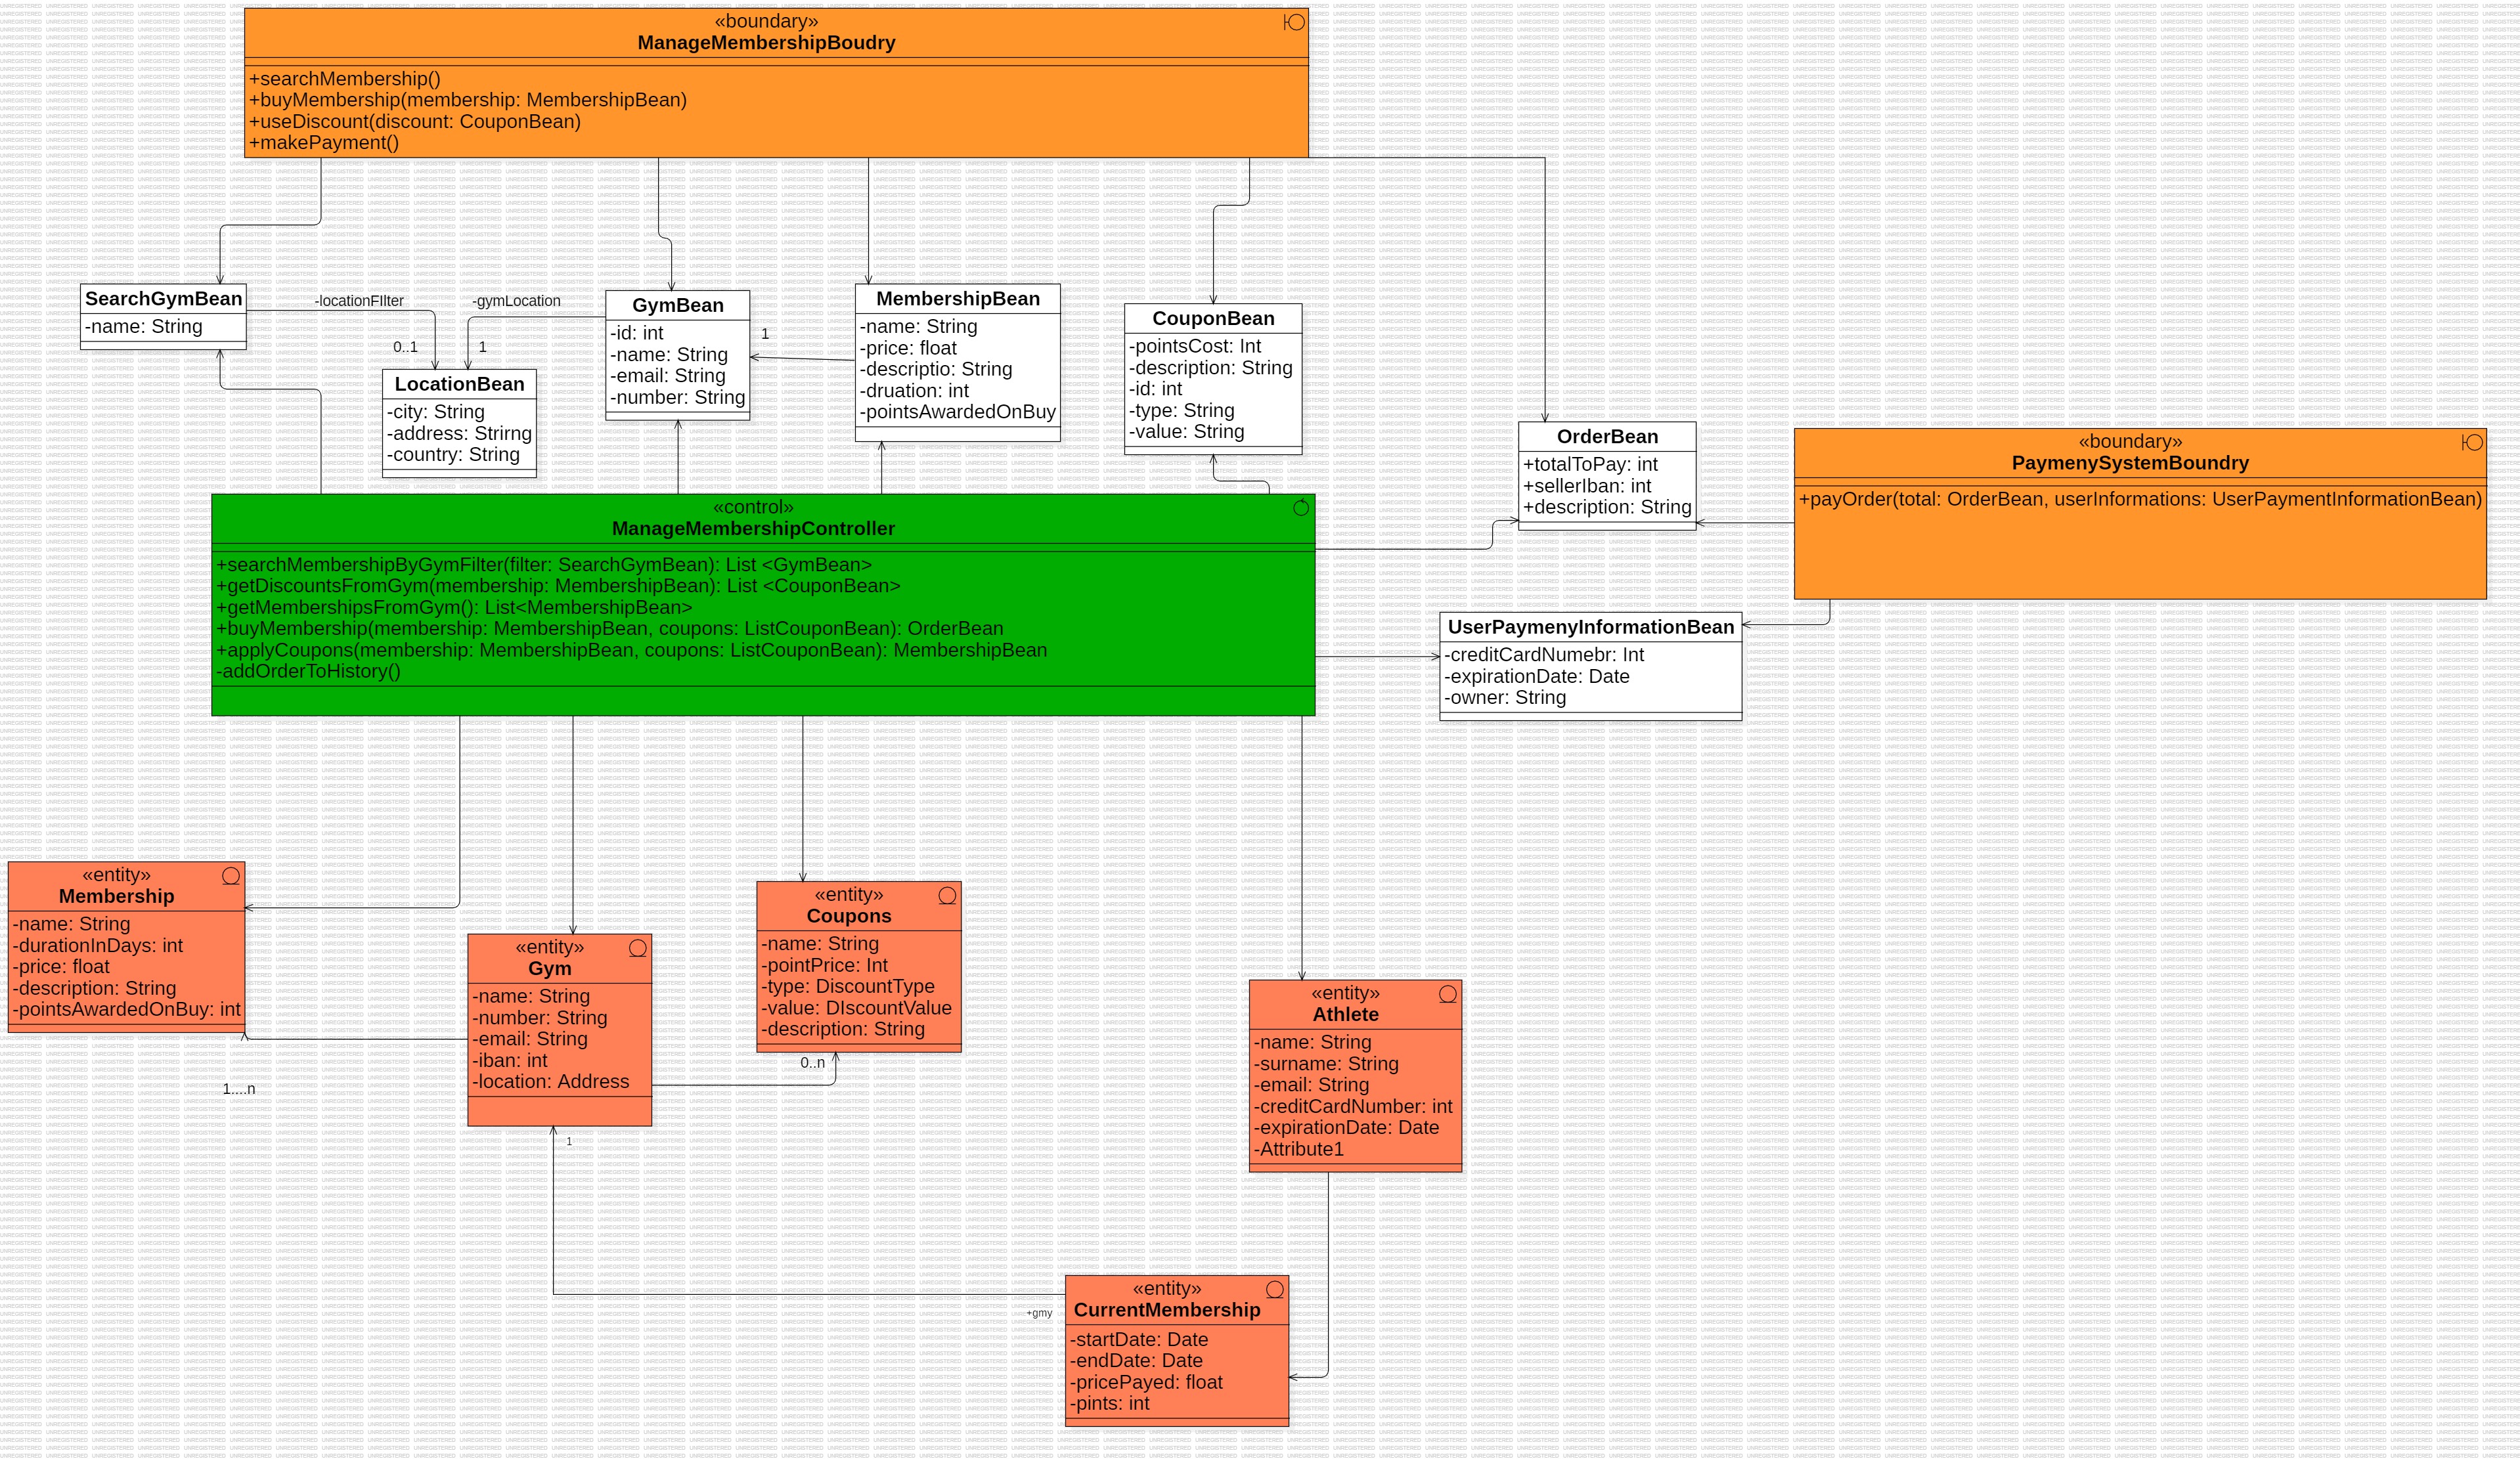 «boundary»
ManageMembershipBoudry
+searchMembership()
+buyMembership(membership: MembershipBean)
+useDiscount(discount: CouponBean)
+makePayment()
SearchGymBean
-name: String
-locationFIlter
0..1
-gymLocation
1
LocationBean
-city: String
-address: Strirng
-country: String
GymBean
-id: int
-name: String
-email: String
-number: String
1
MembershipBean
-name: String
-price: float
-descriptio: String
-druation: int
-pointsAwardedOnBuy
CouponBean
-pointsCost: Int
-description: String
-id: int
-type: String
-value: String
OrderBean
+totalToPay: int
+sellerIban: int
+description: String
«boundary»
PaymenySystemBoundry
+payOrder(total: OrderBean, userInformations: UserPaymentInformationBean)
«control»
ManageMembershipController
+searchMembershipByGymFilter(filter: SearchGymBean): List <GymBean>
+getDiscountsFromGym(membership: MembershipBean): List <CouponBean>
+getMembershipsFromGym(): List<MembershipBean>
+buyMembership(membership: MembershipBean, coupons: ListCouponBean): OrderBean
+applyCoupons(membership: MembershipBean, coupons: ListCouponBean): MembershipBean
-addOrderToHistory()
UserPaymenyInformationBean
-creditCardNumebr: Int
-expirationDate: Date
-owner: String
«entity»
Membership
-name: String
-durationInDays: int
-price: float
-description: String
-pointsAwardedOnBuy: int
1....n
«entity»
Gym
-name: String
-number: String
-email: String
-iban: int
-location: Address
1
«entity»
Coupons
-name: String
-pointPrice: Int
-type: DiscountType
-value: DIscountValue
-description: String
0..n
«entity»
Athlete
-name: String
-surname: String
-email: String
-creditCardNumber: int
-expirationDate: Date
-Attribute1
+gmy
«entity»
CurrentMembership
-startDate: Date
-endDate: Date
-pricePayed: float
-pints: int
UNREGISTERED